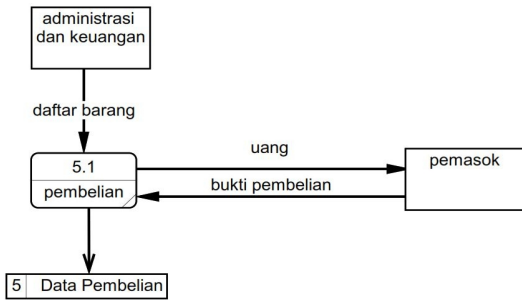 administrasi
dan keuangan
daftar barang
5.1
pembelian
uang
bukti pembelian
pemasok
5 Data Pembelian